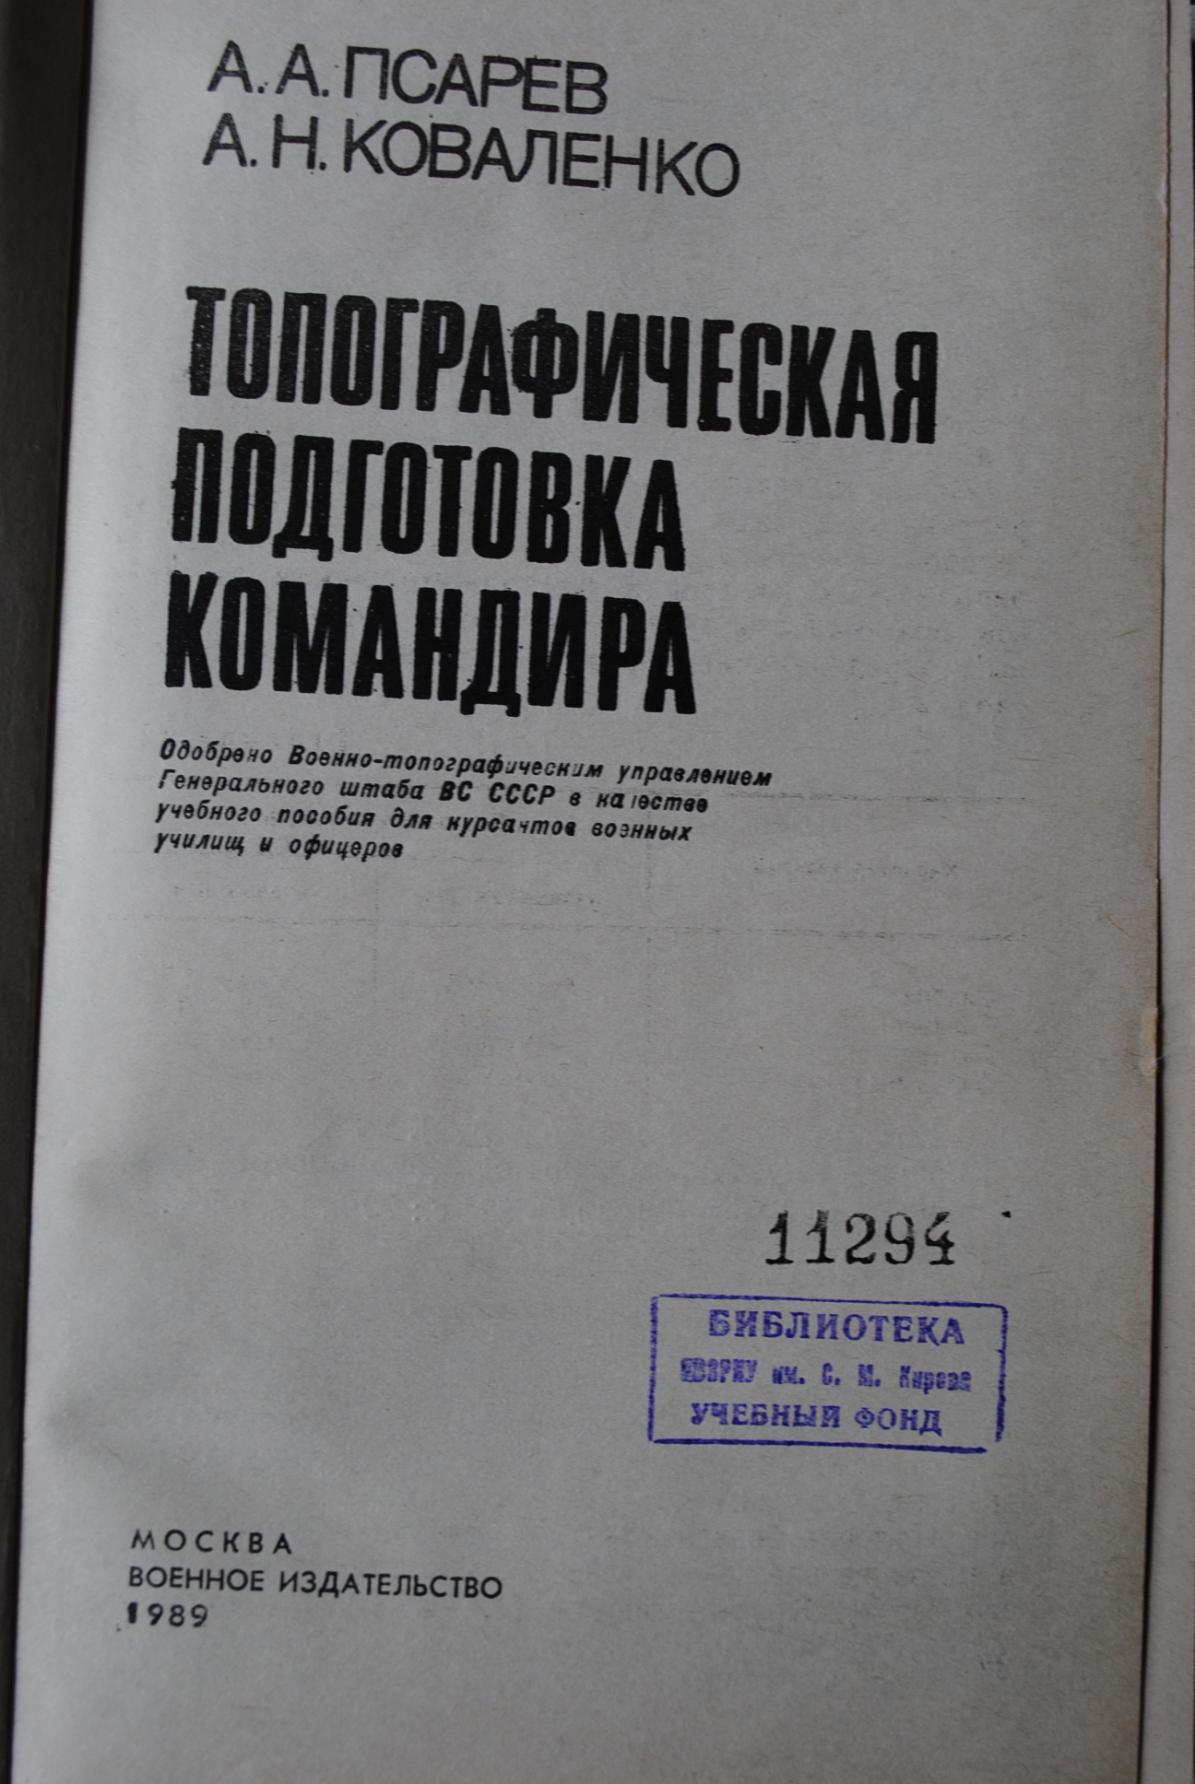 А. А. ПСАРЕВ
А. Н. КОВАЛЕНКО
ТОПОГРАФИЧЕСКАЯ
ПОДГОТОВКА
КОМАНДИРА
Одобрено Военно-топографическим управлением
Генерального штаба ВС СССР в качестве
учебного пособия для курсантов военных
училищ и офицеров
11294
БИБЛИОТЕКА
им. С. М. Кирова
УЧЕБНЫЙ ФОНД
МОСКВА
ВОЕННОЕ ИЗДАТЕЛЬСТВО
1989